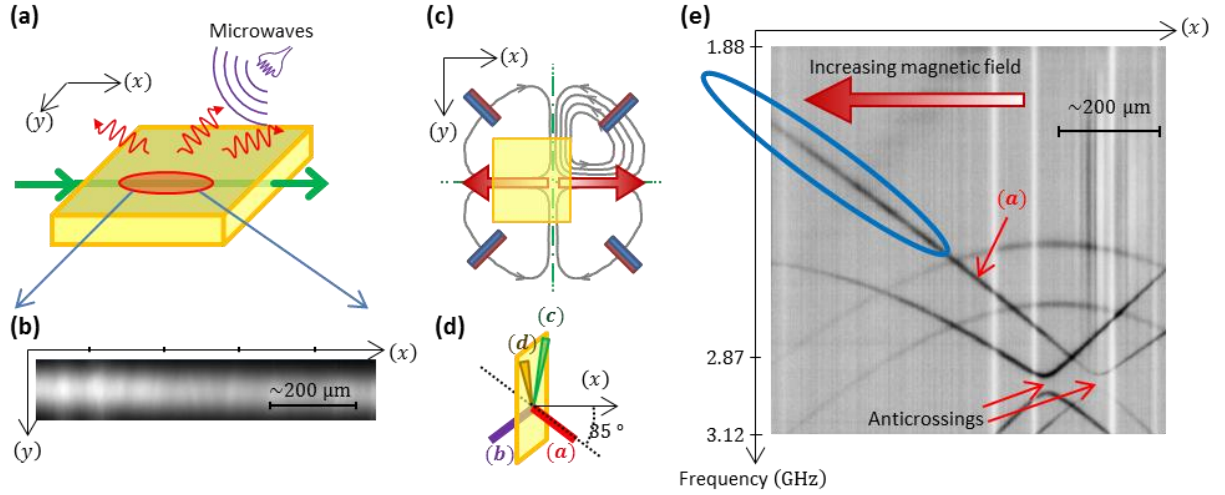 (a)
Microwaves
(x)
(y)
(b)
(x)
~200 µm
(y)
(c)
(x)
(y)
(d)
(c)
(d)
(x)
35 °
(b)
(a)
(e)
(x)
1.88
Increasing magnetic field
~200 µm
(a)
2.87
Anticrossings
3.12
Frequency (GHz)